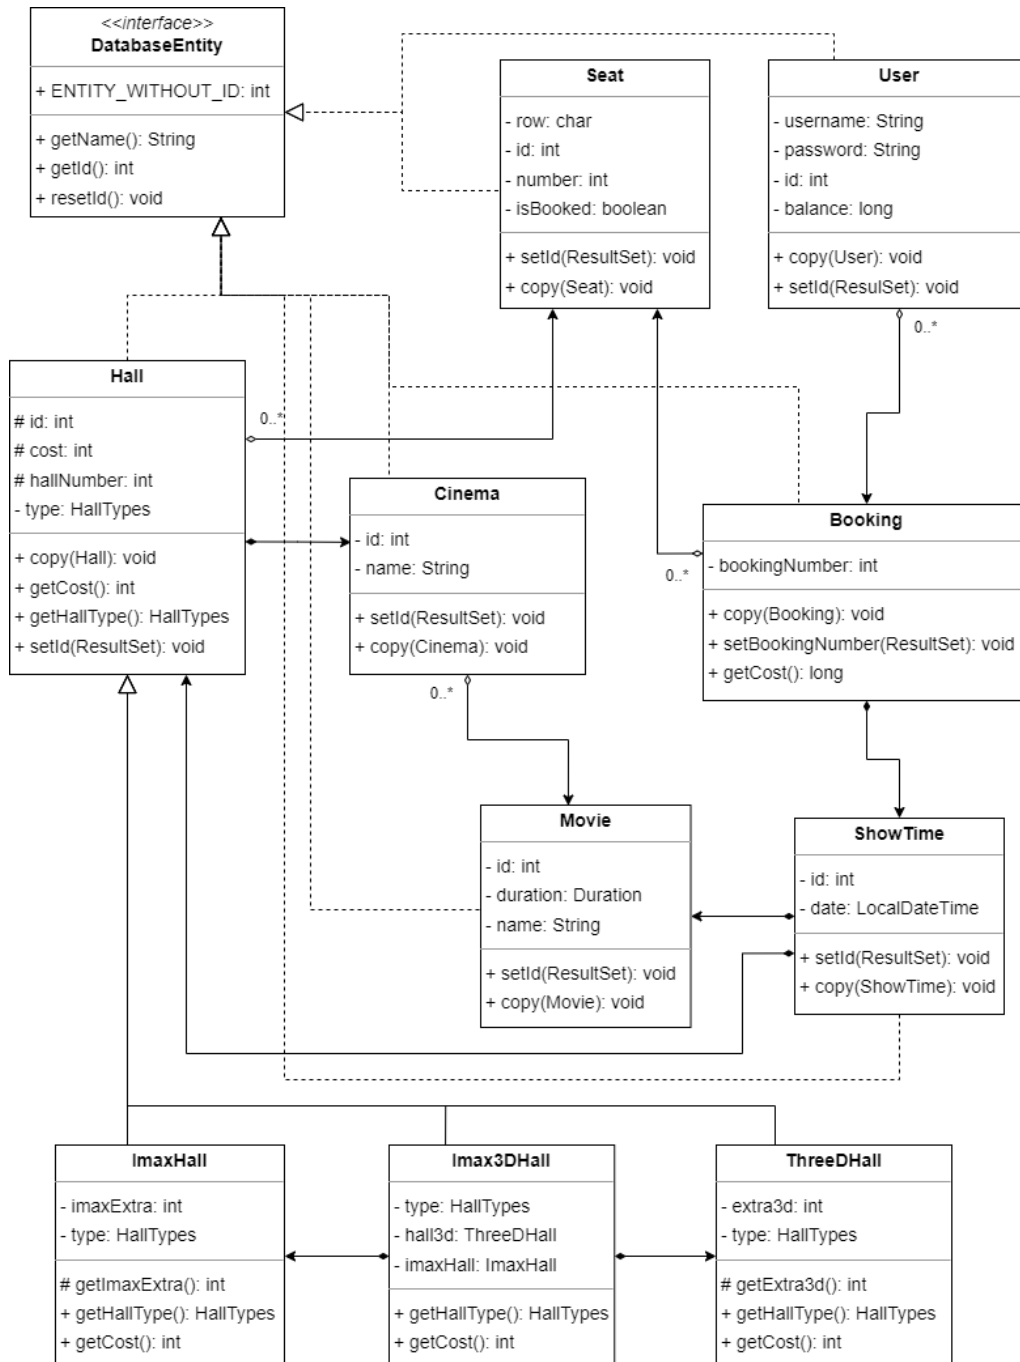 <<interface>>
DatabaseEntity
+ ENTITY_WITHOUT_ID: int
+ getName(): String
+ getId(): int
+ resetId(): void
Seat
- row: char
- id: int
- number: int
- isBooked: boolean
+ setId(ResultSet): void
+ copy(Seat): void
User
- username: String
- password: String
- id: int
- balance: long
+ copy(User): void
+ setId(ResulSet): void
0..*
Hall
# id: int
# cost: int
# hallNumber: int
- type: HallTypes
+ copy(Hall): void
+ getCost(): int
+ getHallType(): HallTypes
+ setId(ResultSet): void
0..*
Cinema
- id: int
- name: String
+ setId(ResultSet): void
+ copy(Cinema): void
0..*
Booking
- bookingNumber: int
+ copy(Booking): void
+ setBookingNumber(ResultSet): void
+ getCost(): long
0..*
Movie
- id: int
- duration: Duration
- name: String
+ setId(ResultSet): void
+ copy(Movie): void
ShowTime
- id: int
- date: LocalDateTime
+ setId(ResultSet): void
+ copy(ShowTime): void
ImaxHall
- imaxExtra: int
- type: HallTypes
# getImaxExtra(): int
+ getHallType(): HallTypes
+ getCost(): int
Imax3DHall
- type: HallTypes
- hall3d: ThreeDHall
- imaxHall: ImaxHall
+ getHallType(): HallTypes
+ getCost(): int
ThreeDHall
- extra3d: int
- type: HallTypes
# getExtra3d(): int
+ getHallType(): HallTypes
+ getCost(): int